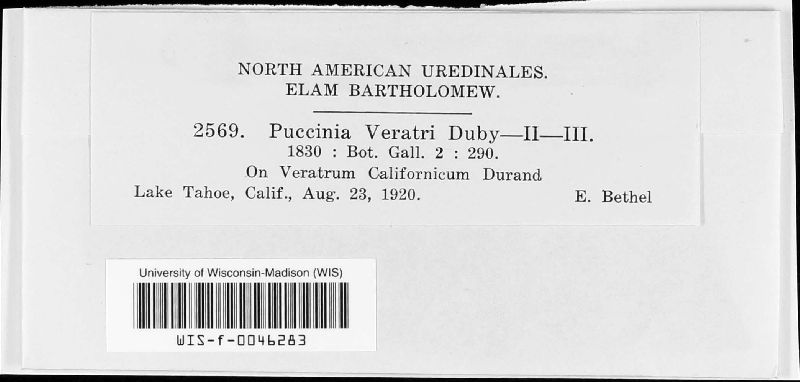 NORTH AMERICAN UREDINALES.
ELAM BARTHOLOMEW.
2569. Puccinia Veratri Duby—II—III.
1830 : Bot. Gall. 2 : 290.
On Veratrum Californicum Durand
Lake Tahoe, Calif., Aug. 23, 1920. E. Bethel
University of Wisconsin-Madison (WIS)
WIS-f-0046283